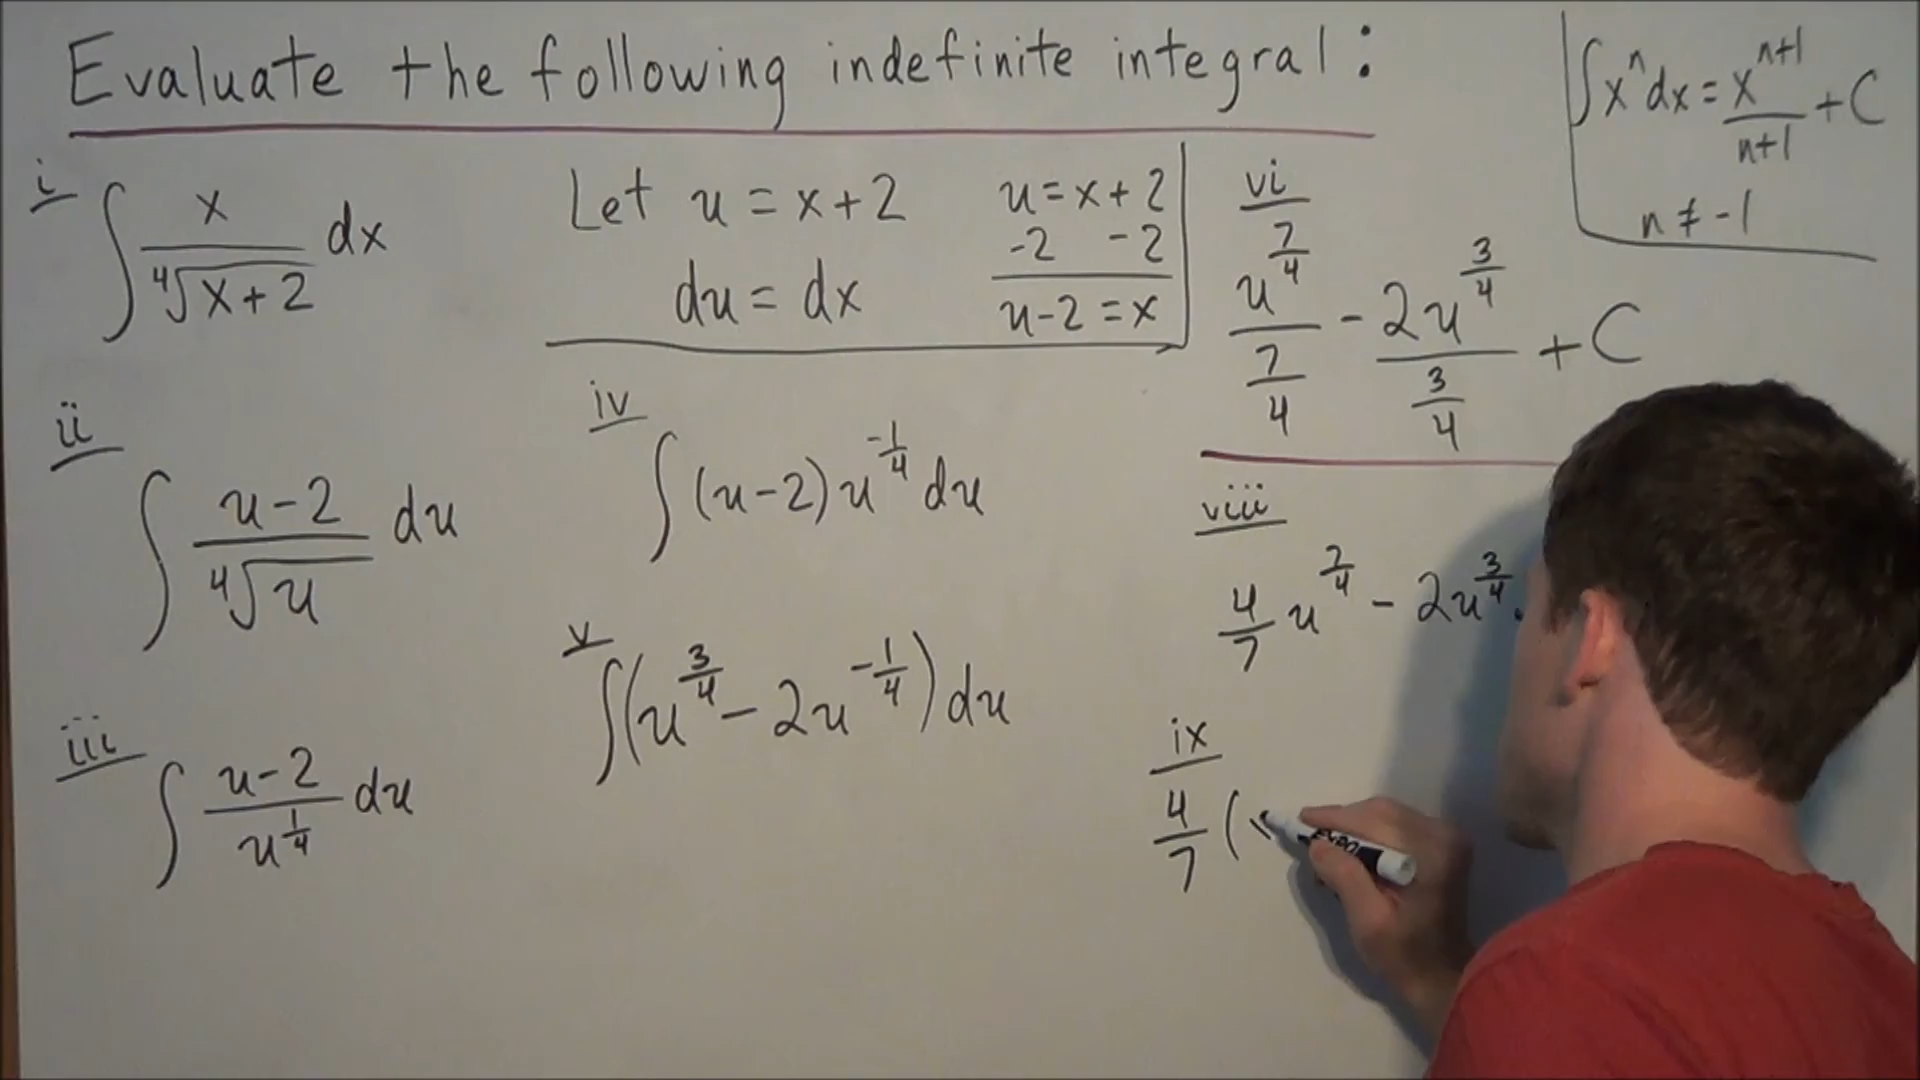 Evaluate the following indefinite integral:
∫xⁿdx = x^(n+1)/(n+1) + C
n ≠ -1
i
∫ x/∜(x+2) dx
Let u = x+2
du = dx
u = x+2
-2 -2
u-2 = x
ii
∫ (u-2)/∜u du
iii
∫ (u-2)/u^(1/4) du
iv
∫ (u-2)u^(-1/4) du
v
∫(u^(3/4) - 2u^(-1/4))du
vi
u^(7/4)/(7/4) - 2u^(3/4)/(3/4) + C
viii
4/7 u^(7/4) - 2u^(3/4) .
ix
4/7 (